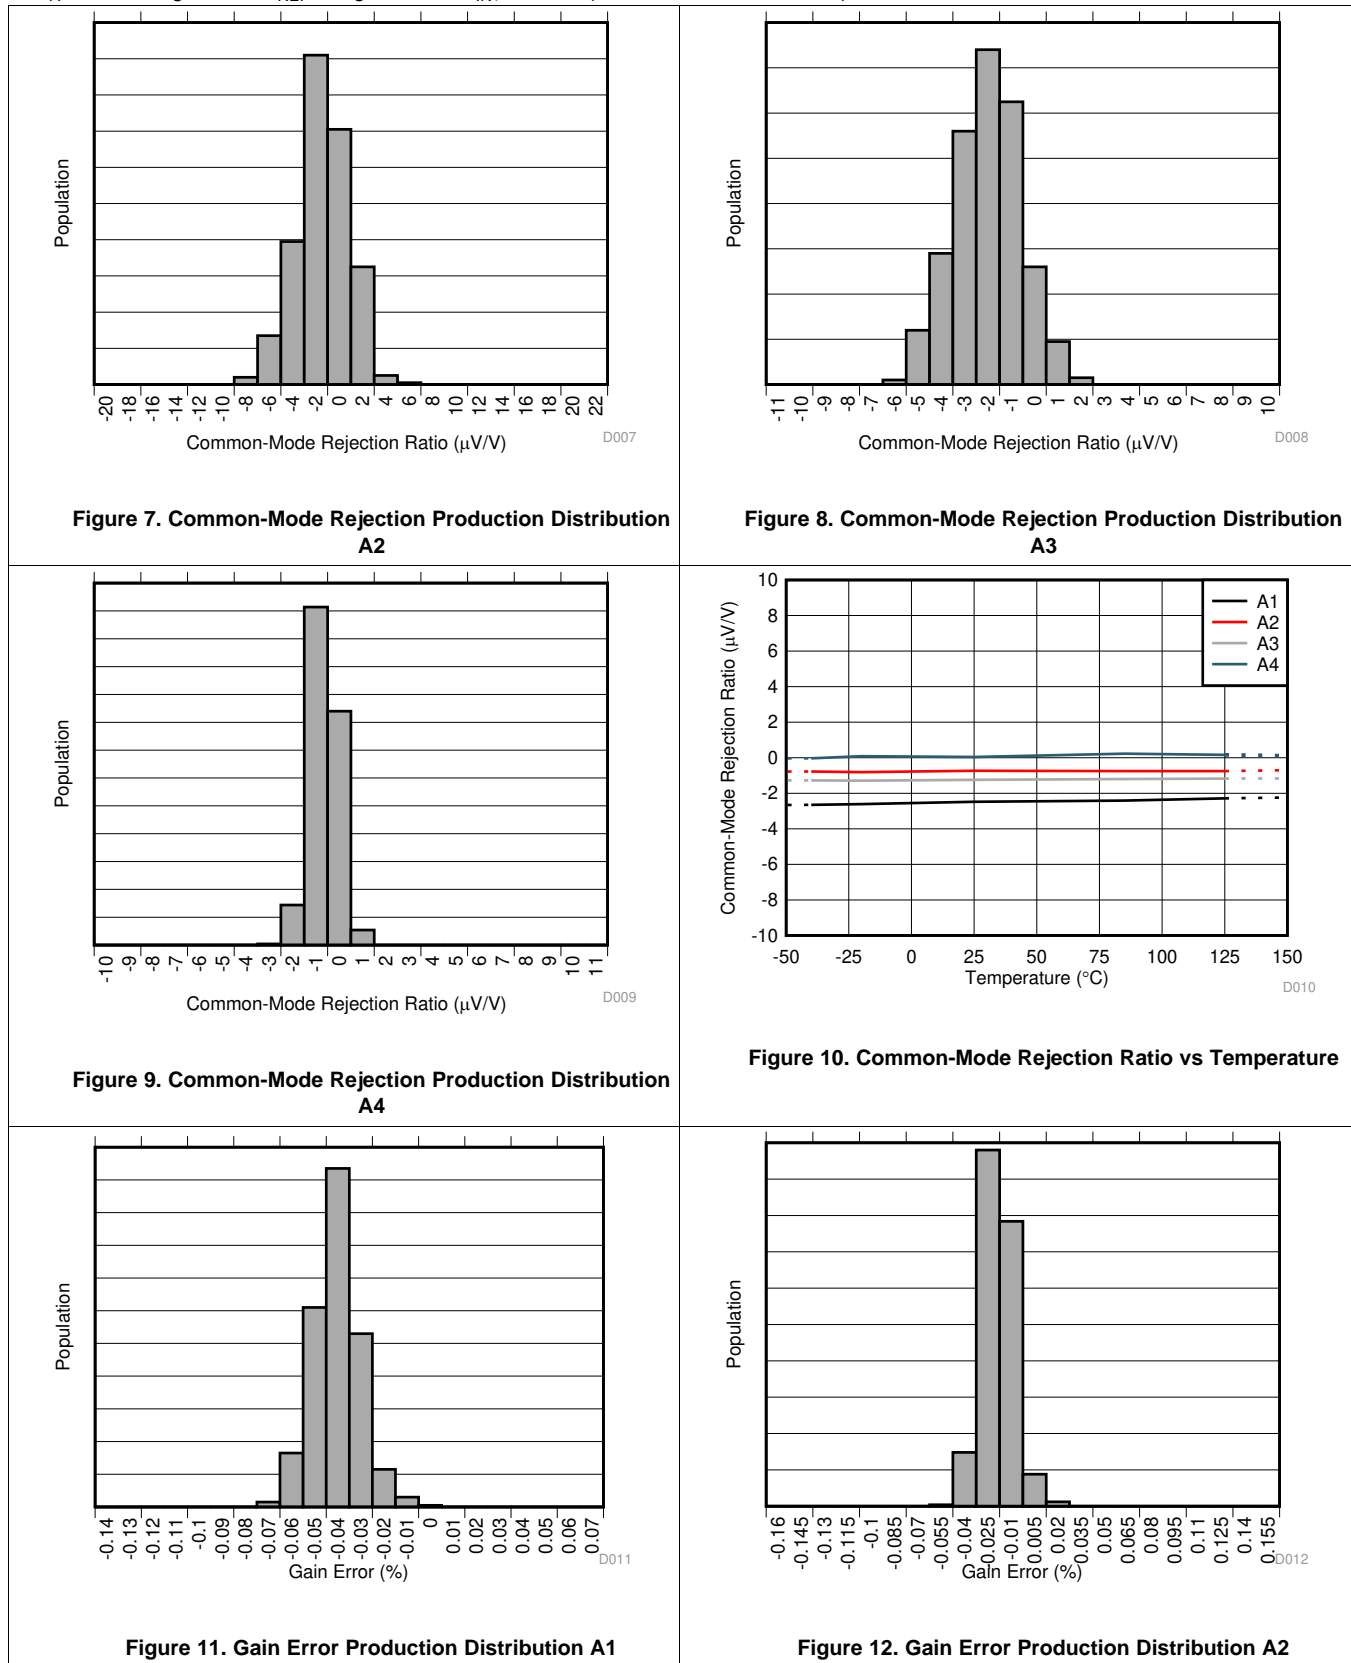 Population
-20 -18 -16 -14 -12 -10 -8 -6 -4 -2 0 2 4 6 8 10 12 14 16 18 20 22
Common-Mode Rejection Ratio (µV/V)
D007
Figure 7. Common-Mode Rejection Production Distribution
A2
Population
-11 -10 -9 -8 -7 -6 -5 -4 -3 -2 -1 0 1 2 3 4 5 6 7 8 9 10
Common-Mode Rejection Ratio (µV/V)
D008
Figure 8. Common-Mode Rejection Production Distribution
A3
Population
-10 -9 -8 -7 -6 -5 -4 -3 -2 -1 0 1 2 3 4 5 6 7 8 9 10 11
Common-Mode Rejection Ratio (µV/V)
D009
Figure 9. Common-Mode Rejection Production Distribution
A4
Common-Mode Rejection Ratio (µV/V)
10
8
6
4
2
0
-2
-4
-6
-8
-10
A1
A2
A3
A4
-50 -25 0 25 50 75 100 125 150
Temperature (°C)
D010
Figure 10. Common-Mode Rejection Ratio vs Temperature
Population
-0.14 -0.13 -0.12 -0.11 -0.1 -0.09 -0.08 -0.07 -0.06 -0.05 -0.04 -0.03 -0.02 -0.01 0 0.01 0.02 0.03 0.04 0.05 0.06 0.07
Gain Error (%)
D011
Figure 11. Gain Error Production Distribution A1
Population
-0.16 -0.145 -0.13 -0.115 -0.1 -0.085 -0.07 -0.055 -0.04 -0.025 -0.01 0.005 0.02 0.035 0.05 0.065 0.08 0.095 0.11 0.125 0.14 0.155
Gain Error (%)
D012
Figure 12. Gain Error Production Distribution A2